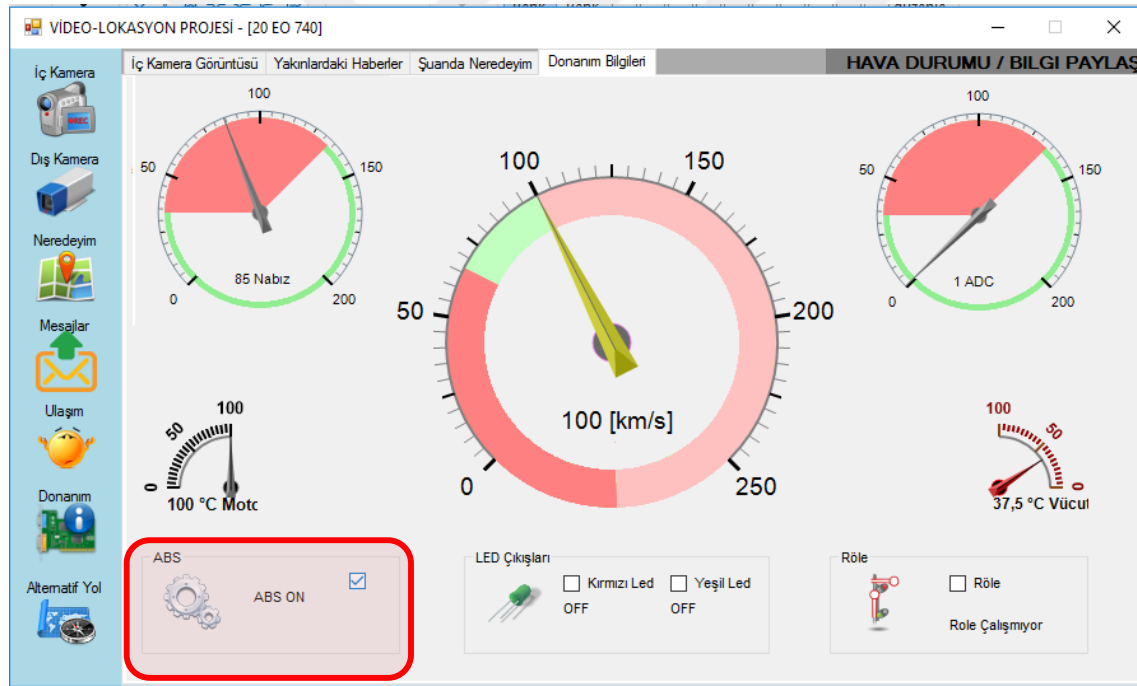 VİDEO-LOKASYON PROJESİ - [20 EO 740]
İç Kamera Görüntüsü Yakınlardaki Haberler Şuanda Neredeyim Donanım Bilgileri
HAVA DURUMU / BILGI PAYLAŞ
İç Kamera
REC
Dış Kamera
Neredeyim
Mesajlar
Ulaşım
Donanım
Alternatif Yol
0
50
100
150
200
85 Nabız
0
50
100
150
200
250
100 [km/s]
0
50
100
150
200
1 ADC
0
50
100
100 °C Motc
100
50
0
37,5 °C Vücut
ABS
ABS ON
LED Çıkışları
Kırmızı Led Yeşil Led
OFF OFF
Röle
Röle
Role Çalışmıyor